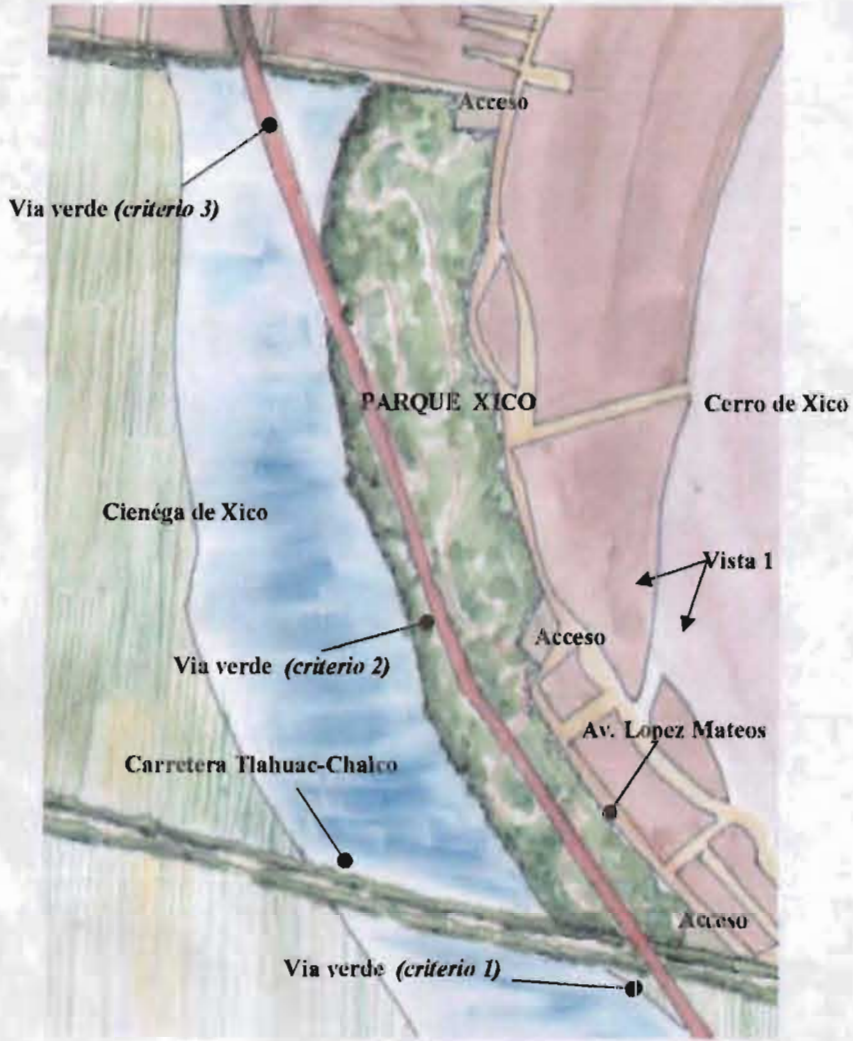 Acceso
Via verde (criterio 3)
PARQUE XICO
Cerro de Xico
Cienéga de Xico
Vista 1
Acceso
Via verde (criterio 2)
Av. Lopez Mateos
Carretera Tlahuac-Chalco
Acceso
Via verde (criterio 1)